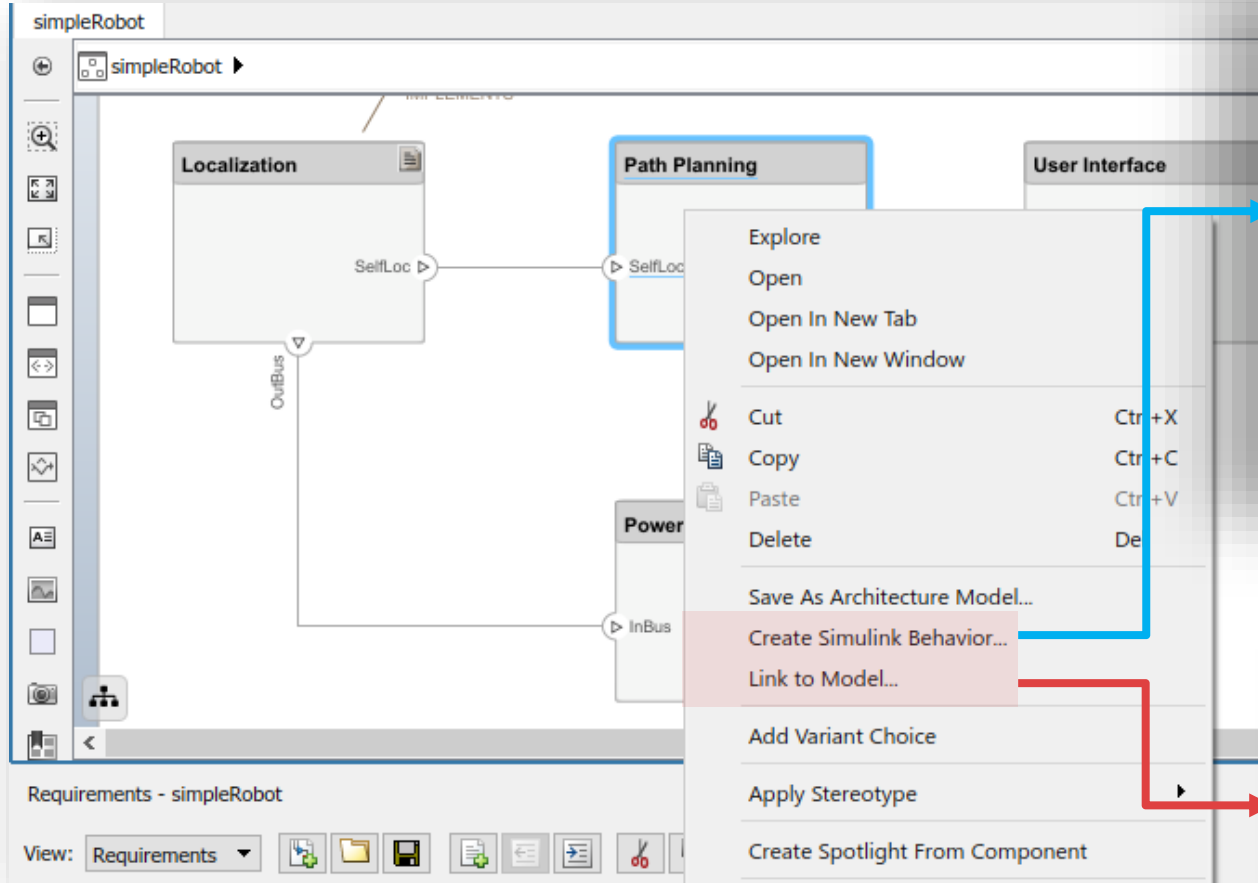 simpleRobot
simpleRobot
Localization
Path Planning
User Interface
SelfLoc
SelfLoc
OutBus
Power
InBus
Explore
Open
Open In New Tab
Open In New Window
Cut Ctrl+X
Copy Ctrl+C
Paste Ctrl+V
Delete
Save As Architecture Model...
Create Simulink Behavior...
Link to Model...
Add Variant Choice
Apply Stereotype
Create Spotlight From Component
Requirements - simpleRobot
View: Requirements